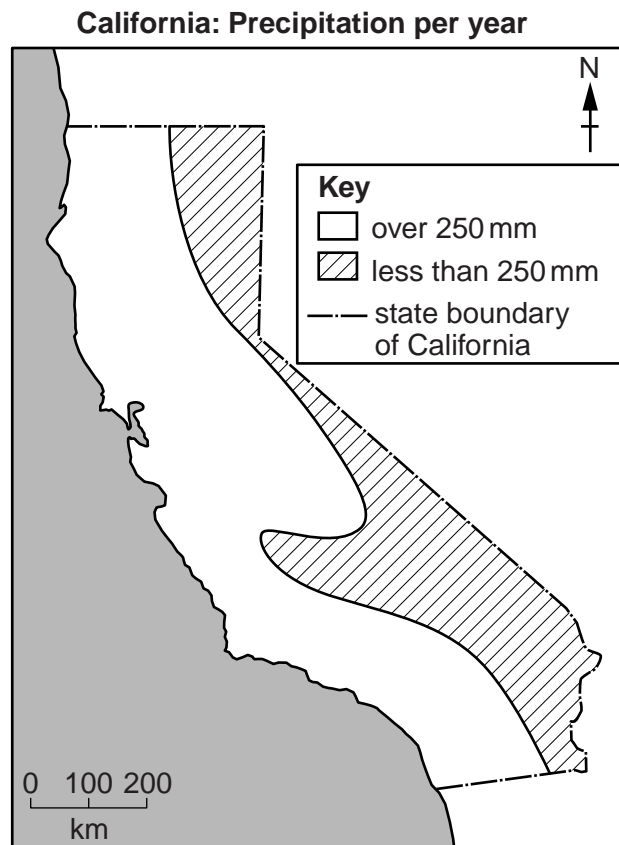 California: Precipitation per year
N
Key
over 250 mm
less than 250 mm
state boundary
of California
0 100 200
km